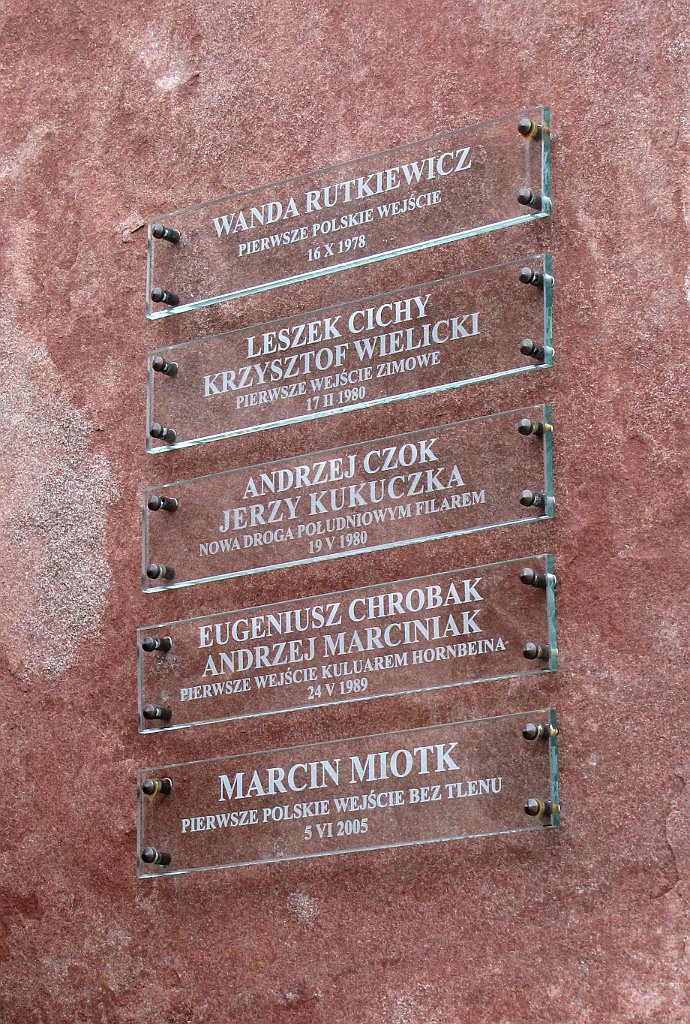 WANDA RUTKIEWICZ
PIERWSZE POLSKIE WEJŚCIE
16 X 1978
LESZEK CICHY
KRZYSZTOF WIELICKI
PIERWSZE WEJŚCIE ZIMOWE
17 II 1980
ANDRZEJ CZOK
JERZY KUKUCZKA
NOWA DROGA POŁUDNIOWYM FILAREM
19 V 1980
EUGENIUSZ CHROBAK
ANDRZEJ MARCINIAK
PIERWSZE WEJŚCIE KULUAREM HORNBEINA
24 V 1989
MARCIN MIOTK
PIERWSZE POLSKIE WEJŚCIE BEZ TLENU
5 VI 2005